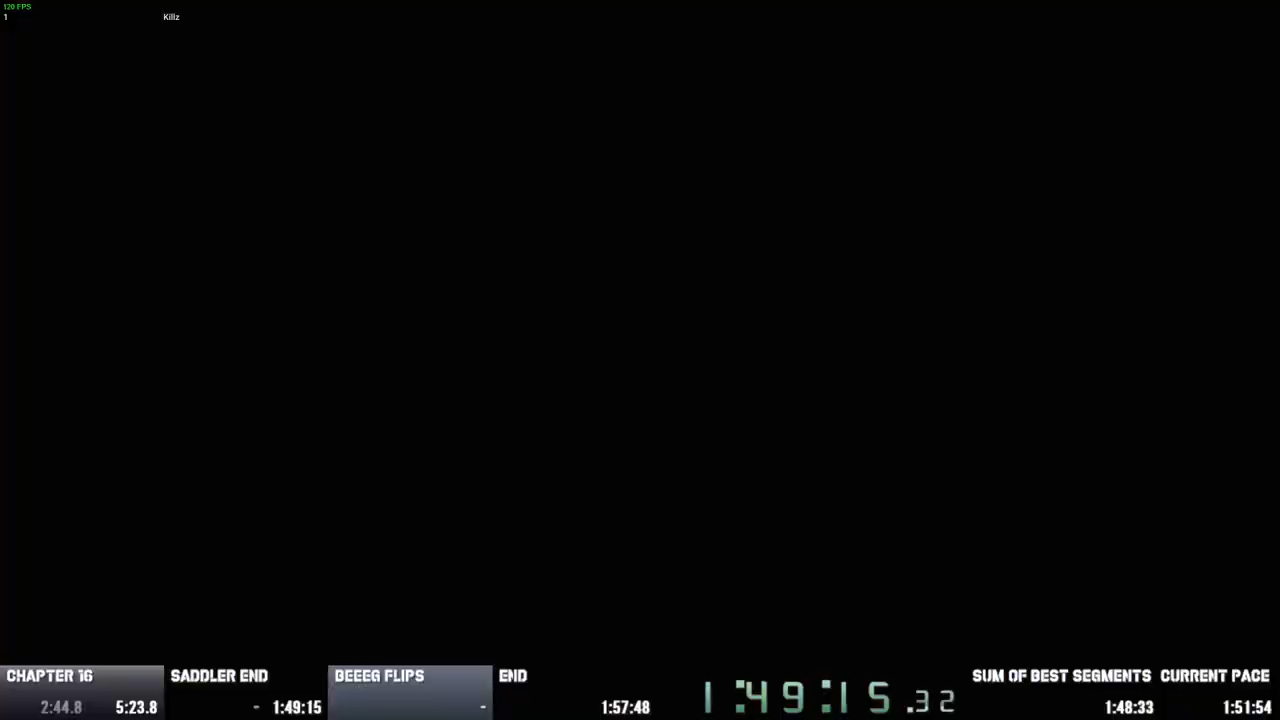 120 FPS
1 Killz
CHAPTER 16 SADDLER END BEEEG FLIPS END SUM OF BEST SEGMENTS CURRENT PACE
2:44.8 5:23.8 - 1:49:15 - 1:57:48 1:49:15.32 1:48:33 1:51:54